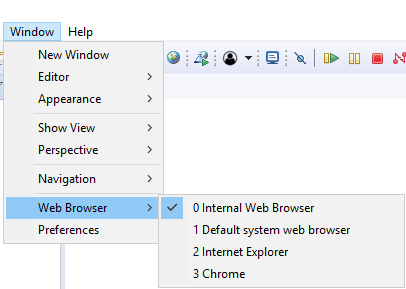 Window Help
New Window
Editor
Appearance
Show View
Perspective
Navigation
Web Browser
Preferences
0 Internal Web Browser
1 Default system web browser
2 Internet Explorer
3 Chrome